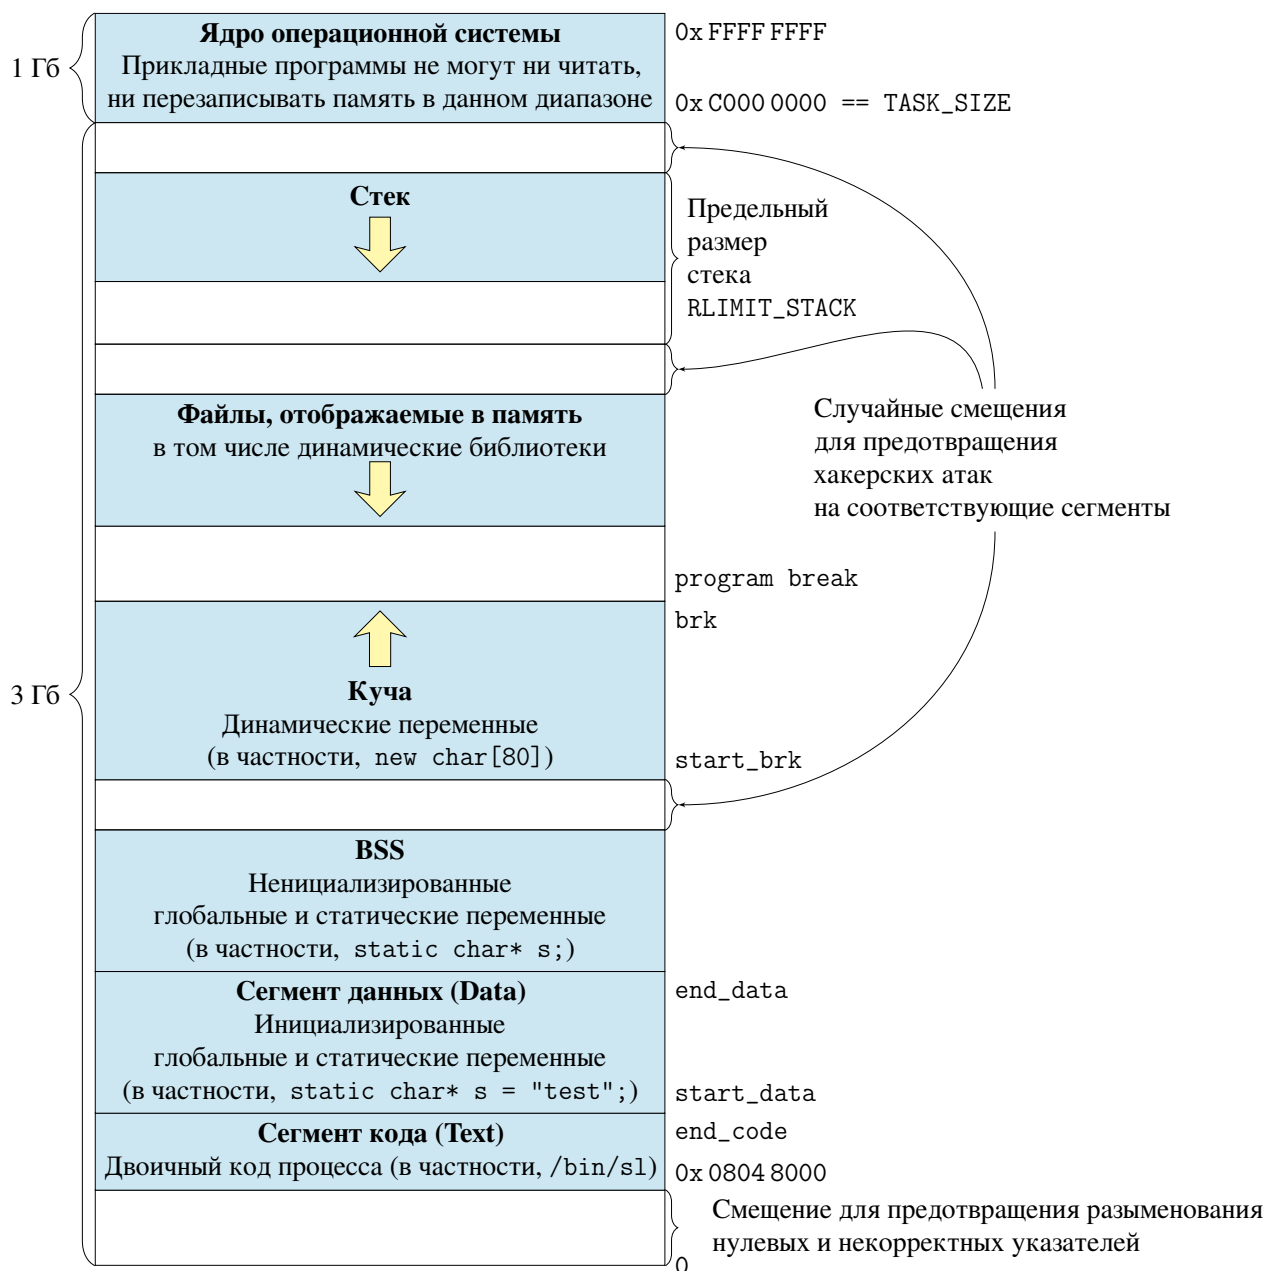 Ядро операционной системы
Прикладные программы не могут ни читать,
ни перезаписывать память в данном диапазоне
0x FFFF FFFF
1 Гб
0x C000 0000 == TASK_SIZE
Стек
Предельный
размер
стека
RLIMIT_STACK
Файлы, отображаемые в память
в том числе динамические библиотеки
Случайные смещения
для предотвращения
хакерских атак
на соответствующие сегменты
program break
brk
3 Гб
Куча
Динамические переменные
(в частности, new char[80])
start_brk
BSS
Ненициализированные
глобальные и статические переменные
(в частности, static char* s;)
Сегмент данных (Data)
Инициализированные
глобальные и статические переменные
(в частности, static char* s = "test";)
end_data
start_data
Сегмент кода (Text)
Двоичный код процесса (в частности, /bin/sl)
end_code
0x 0804 8000
Смещение для предотвращения разыменования
нулевых и некорректных указателей
0